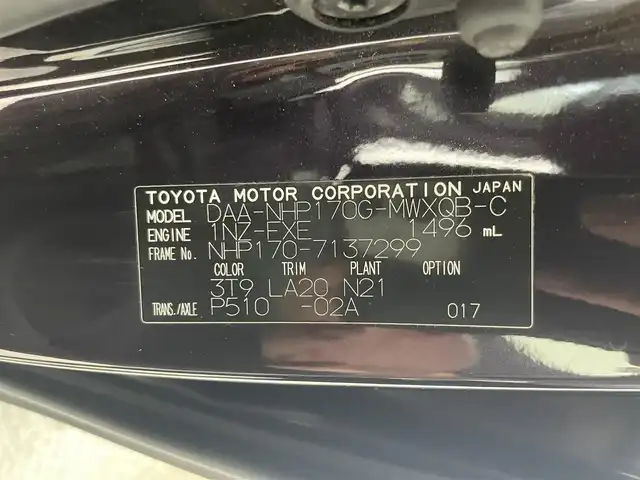 TOYOTA MOTOR CORPORATION JAPAN
MODEL DAA-NHP170G-MWXQB-C
ENGINE 1NZ-FXE 1496 mL
FRAME No. NHP170-7137299
COLOR TRIM PLANT OPTION
3T9 LA20 N21
TRANS./AXLE P510 -02A 017